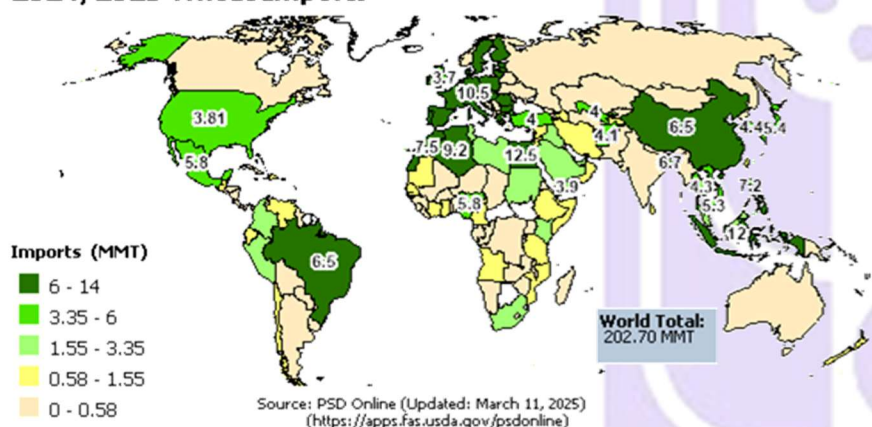 3.7
10.5
3.81
4
4
6.5
4.1
5.4
5.8
7.5
9.2
12.5
6.7
3.9
4.3
7.2
5.8
5.3
12
6.5
Imports (MMT)
6 - 14
3.35 - 6
1.55 - 3.35
0.58 - 1.55
0 - 0.58
World Total:
202.70 MMT
Source: PSD Online (Updated: March 11, 2025)
(https://apps.fas.usda.gov/psdonline)